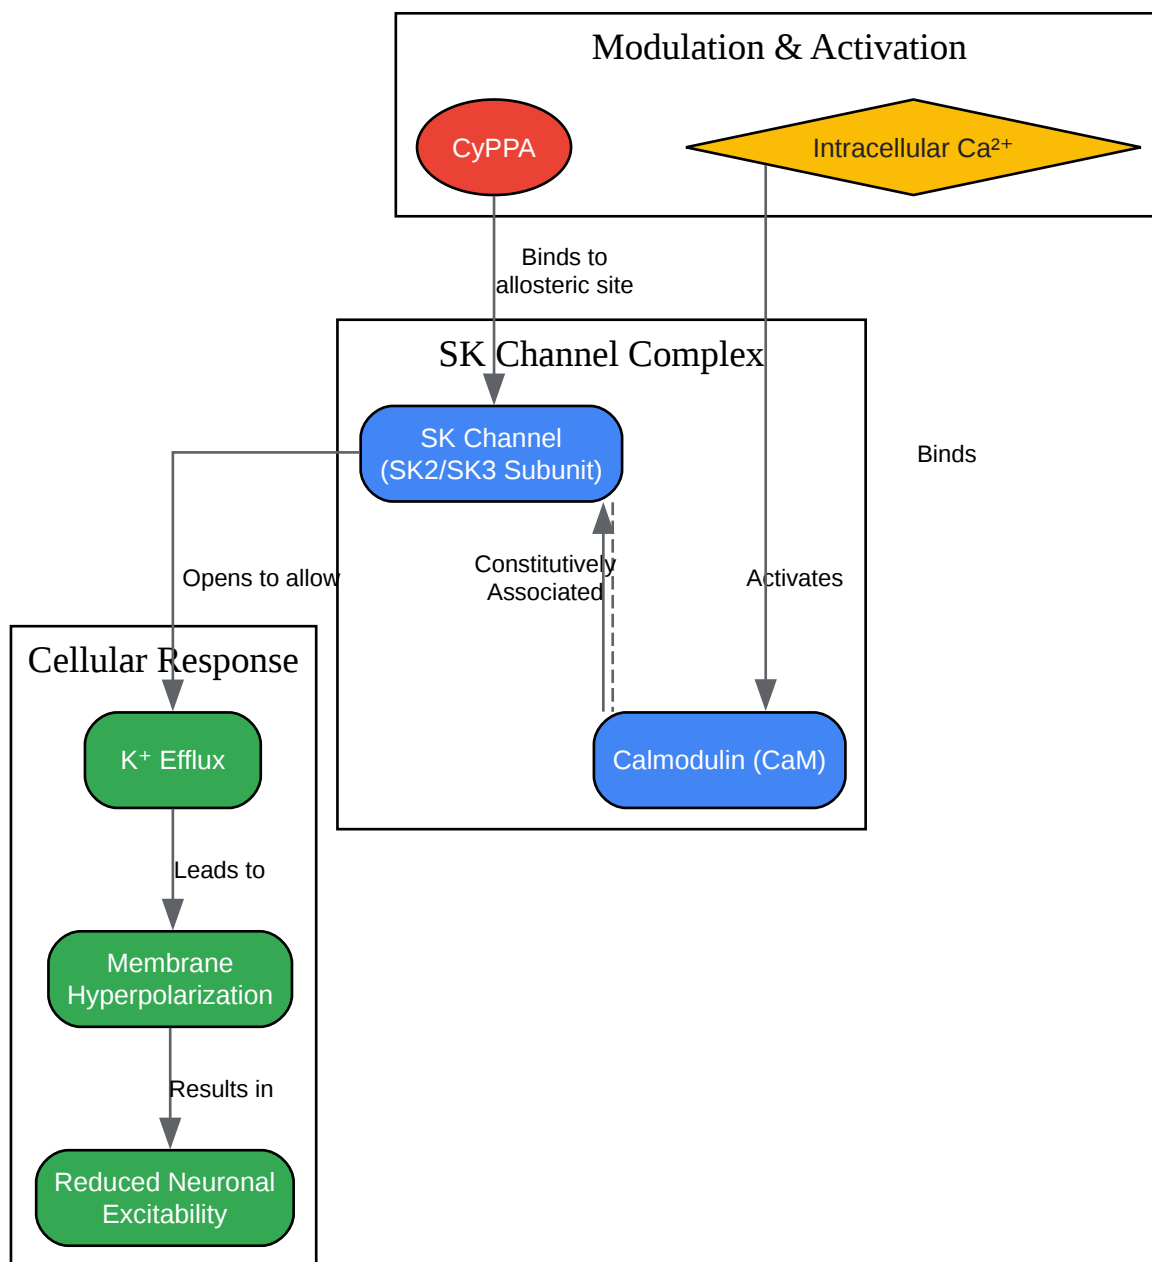 Modulation & Activation
CyPPA
Intracellular Ca²⁺
Binds to
allosteric site
SK Channel Complex
SK Channel
(SK2/SK3 Subunit)
Binds
Opens to allow
Constitutively
Associated
Activates
Cellular Response
K⁺ Efflux
Calmodulin (CaM)
Leads to
Membrane
Hyperpolarization
Results in
Reduced Neuronal
Excitability